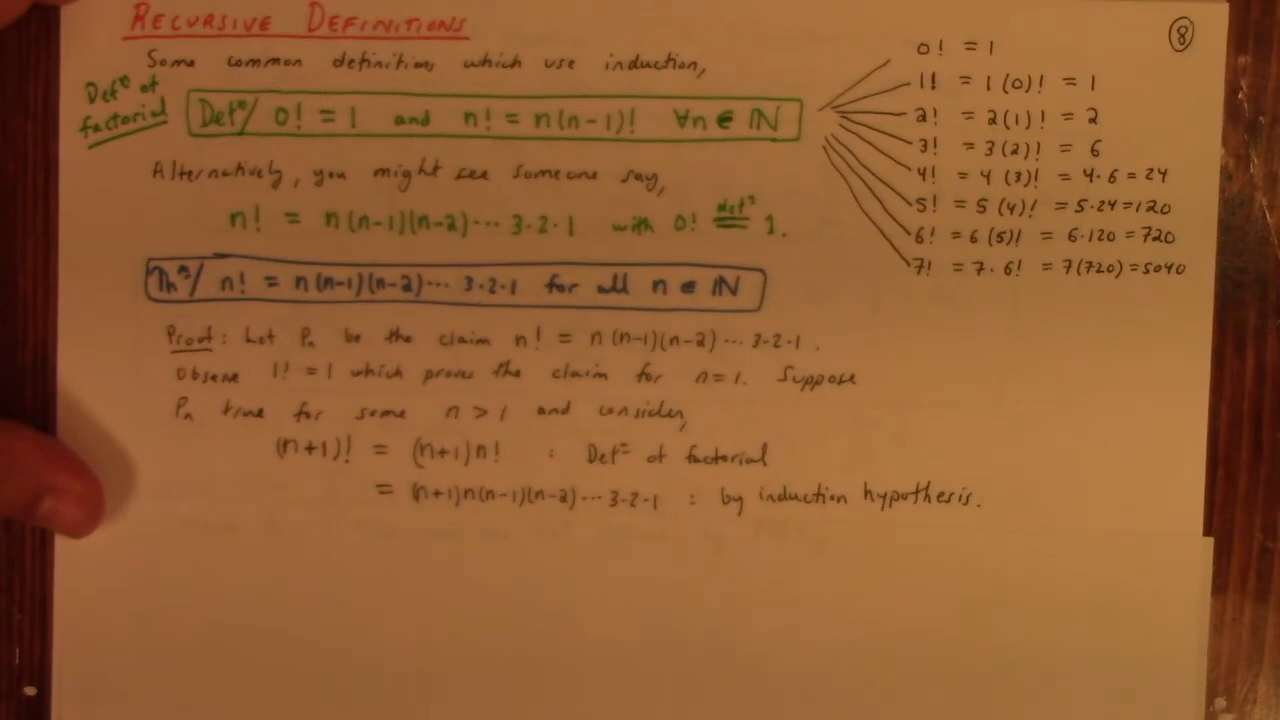 RECURSIVE DEFINITIONS
⑧
Some common definitions which use induction,
Defⁿ of
factorial
Defⁿ/ 0! = 1 and n! = n(n-1)! ∀n ∈ ℕ
0! = 1
1! = 1(0)! = 1
2! = 2(1)! = 2
3! = 3(2)! = 6
4! = 4(3)! = 4·6 = 24
5! = 5(4)! = 5·24 = 120
6! = 6(5)! = 6·120 = 720
7! = 7·6! = 7(720) = 5040
Alternatively, you might see someone say,
n! = n(n-1)(n-2)··· 3·2·1 with 0! defⁿ= 1.
Thᵐ/ n! = n(n-1)(n-2)··· 3·2·1 for all n ∈ ℕ
Proof: Let Pₙ be the claim n! = n(n-1)(n-2)··· 3·2·1.
Observe 1! = 1 which proves the claim for n=1. Suppose
Pₙ true for some n > 1 and consider,
(n+1)! = (n+1)n! : Defⁿ of factorial
= (n+1)n(n-1)(n-2)··· 3·2·1 : by induction hypothesis.